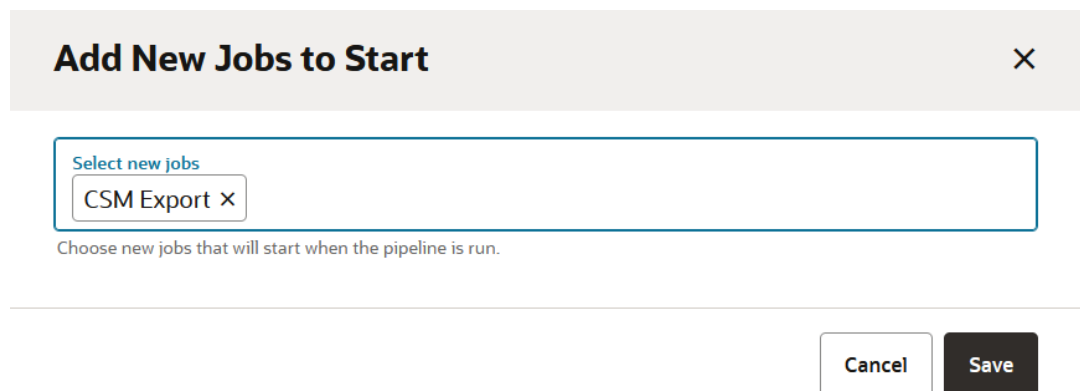 Add New Jobs to Start
Select new jobs
CSM Export
Choose new jobs that will start when the pipeline is run.
Cancel
Save